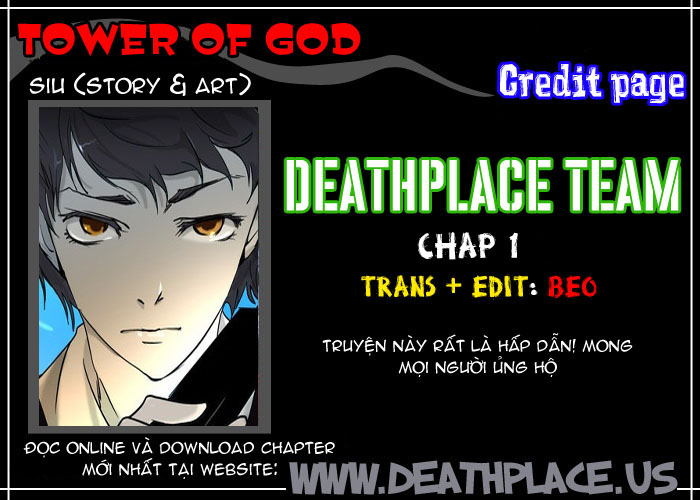 TOWER OF GOD
SIU (STORY & ART)
Credit page
DEATHPLACE TEAM
CHAP 1
TRANS + EDIT: BEO
TRUYỆN NÀY RẤT LÀ HẤP DẪN! MONG
MỌI NGƯỜI ỦNG HỘ
ĐỌC ONLINE VÀ DOWNLOAD CHAPTER
MỚI NHẤT TẠI WEBSITE:
WWW.DEATHPLACE.US